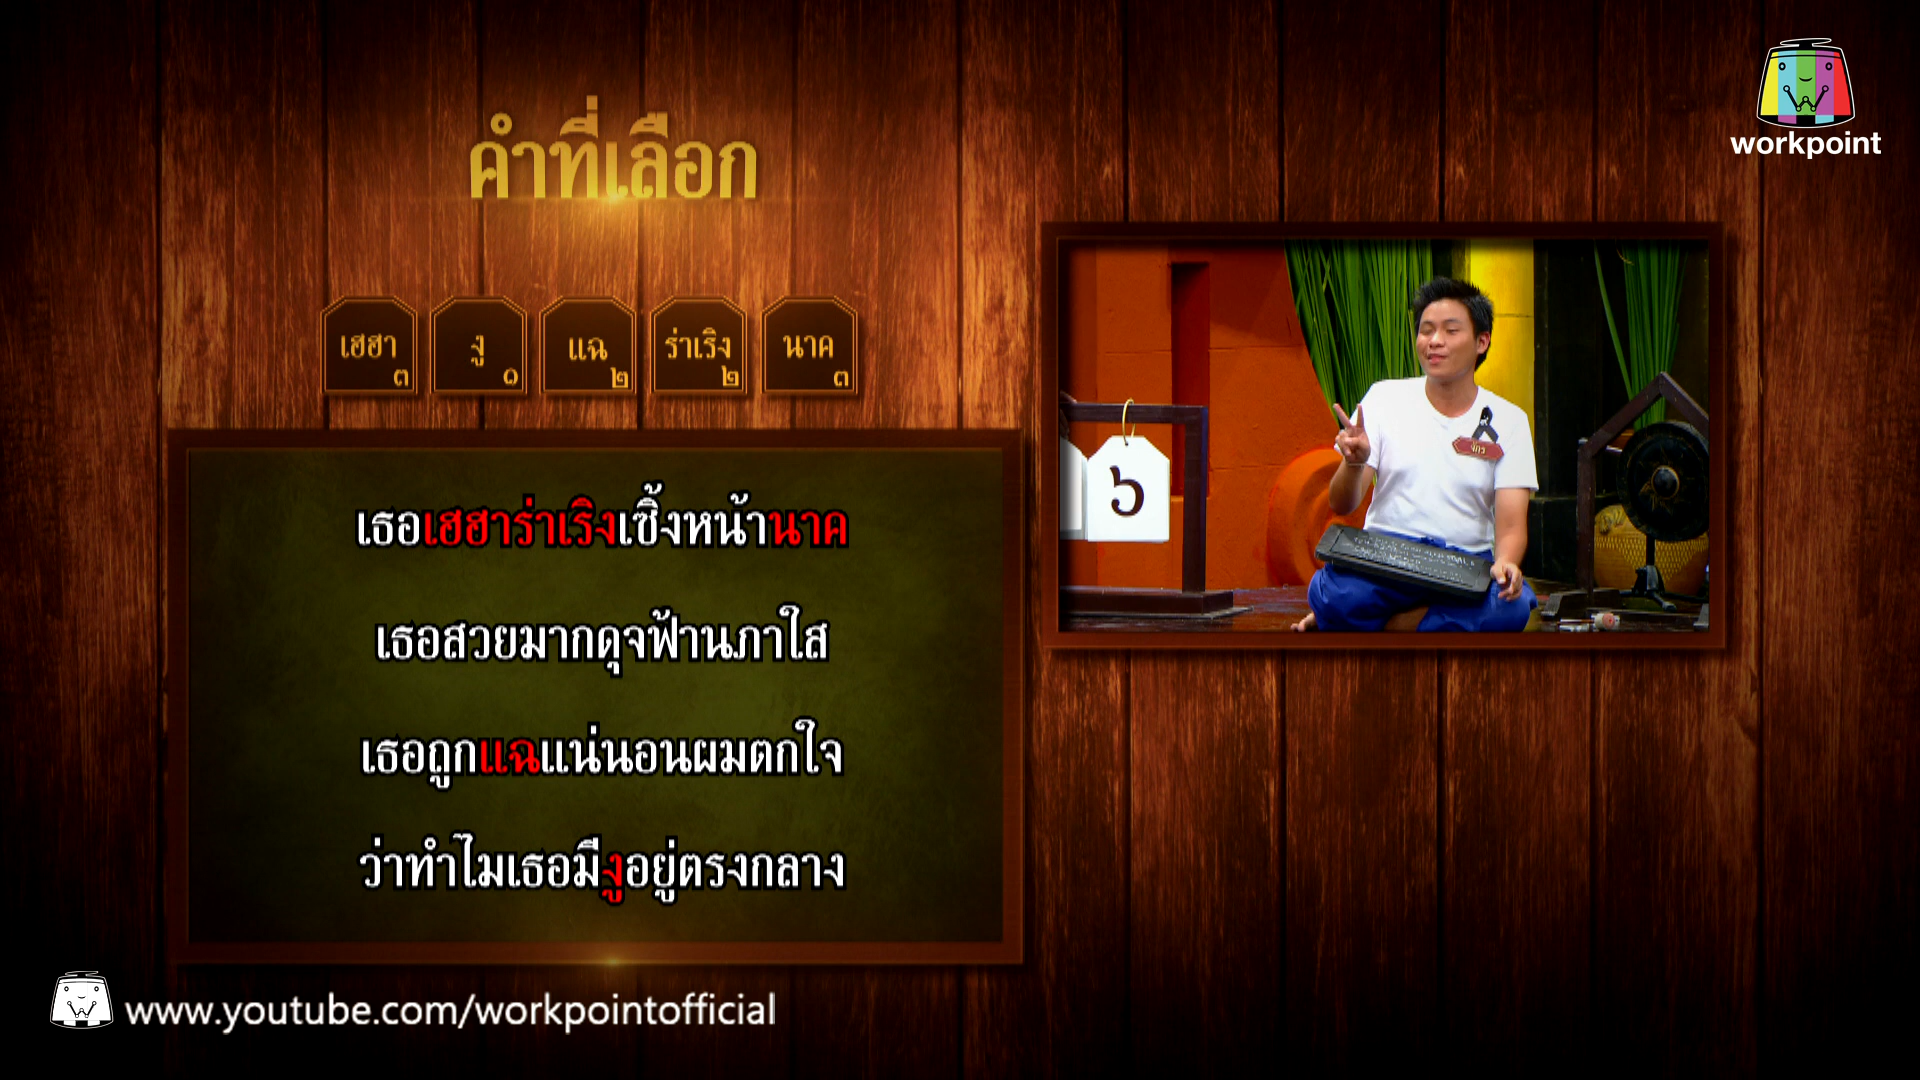 workpoint
คำที่เลือก
เฮฮา ๓
งู ๑
แฉ ๒
ร่าเริง ๒
นาค ๓
เธอเฮฮาร่าเริงเซิ้งหน้านาค
เธอสวยมากดุจฟ้านภาใส
เธอถูกแฉแน่นอนผมตกใจ
ว่าทำไมเธอมีงูอยู่ตรงกลาง
๖
จักร
www.youtube.com/workpointofficial